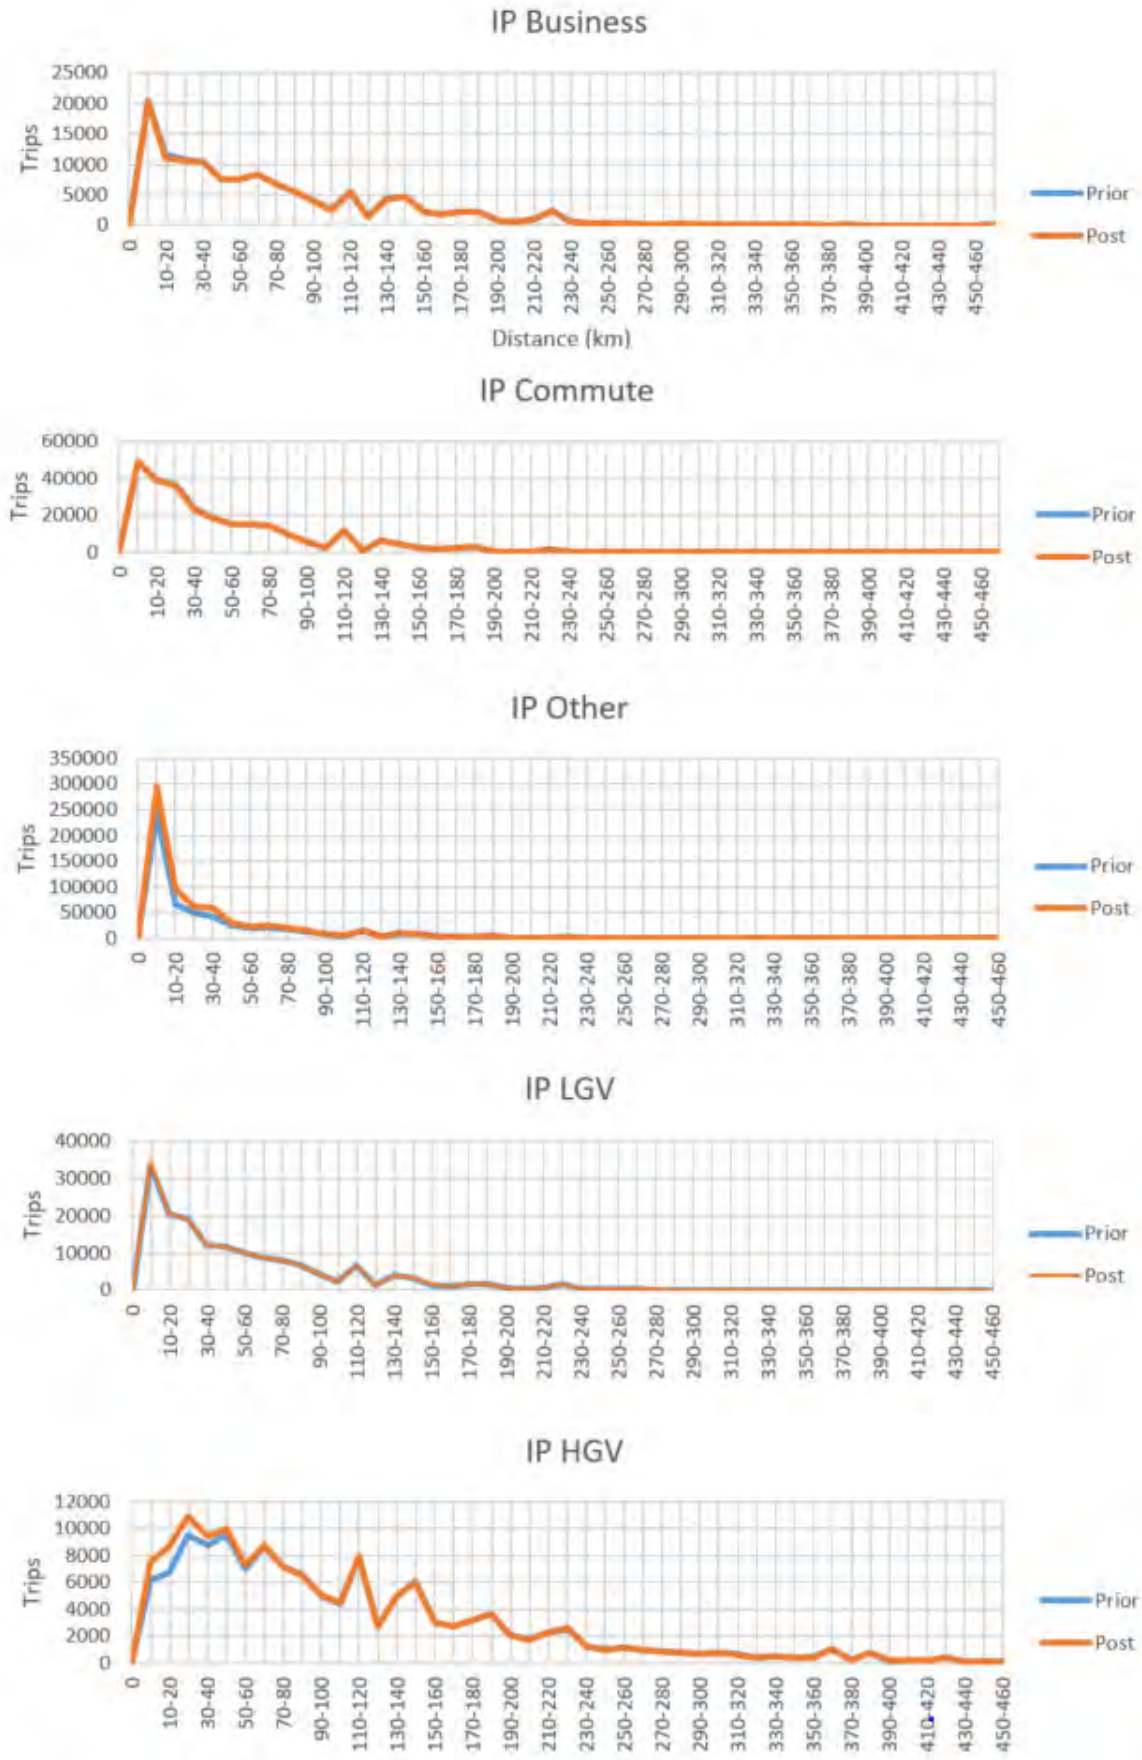 IP Business
25000
20000
15000
10000
5000
0
Trips
0 10-20 30-40 50-60 70-80 90-100 110-120 130-140 150-160 170-180 190-200 210-220 230-240 250-260 270-280 290-300 310-320 330-340 350-360 370-380 390-400 410-420 430-440 450-460
Distance (km)
Prior
Post
IP Commute
60000
40000
20000
0
Trips
0 10-20 30-40 50-60 70-80 90-100 110-120 130-140 150-160 170-180 190-200 210-220 230-240 250-260 270-280 290-300 310-320 330-340 350-360 370-380 390-400 410-420 430-440 450-460
Prior
Post
IP Other
350000
300000
250000
200000
150000
100000
50000
0
Trips
0 10-20 30-40 50-60 70-80 90-100 110-120 130-140 150-160 170-180 190-200 210-220 230-240 250-260 270-280 290-300 310-320 330-340 350-360 370-380 390-400 410-420 430-440 450-460
Prior
Post
IP LGV
40000
30000
20000
10000
0
Trips
0 10-20 30-40 50-60 70-80 90-100 110-120 130-140 150-160 170-180 190-200 210-220 230-240 250-260 270-280 290-300 310-320 330-340 350-360 370-380 390-400 410-420 430-440 450-460
Prior
Post
IP HGV
12000
10000
8000
6000
4000
2000
0
Trips
0 10-20 30-40 50-60 70-80 90-100 110-120 130-140 150-160 170-180 190-200 210-220 230-240 250-260 270-280 290-300 310-320 330-340 350-360 370-380 390-400 410-420 430-440 450-460
Prior
Post